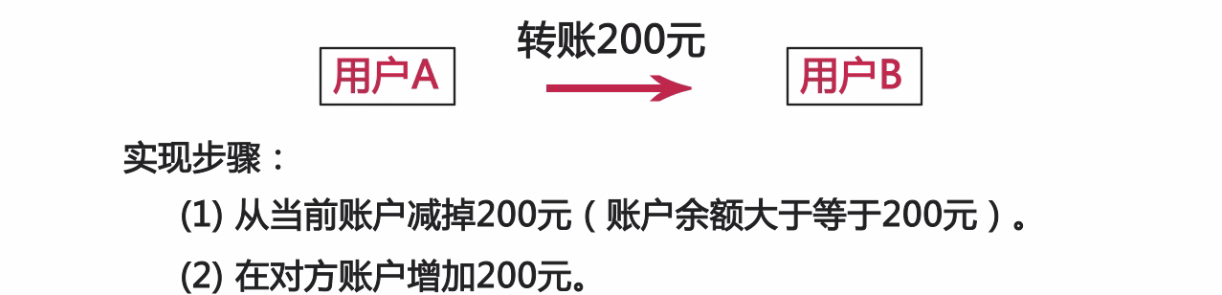 转账200元
用户A
用户B
实现步骤：
(1) 从当前账户减掉200元（账户余额大于等于200元）。
(2) 在对方账户增加200元。